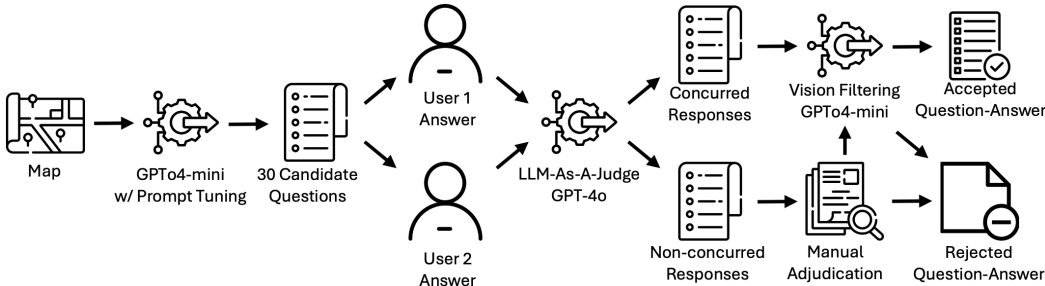 Map
GPTo4-mini
w/ Prompt Tuning
30 Candidate
Questions
User 1
Answer
User 2
Answer
LLM-As-A-Judge
GPT-4o
Concurred
Responses
Non-concurred
Responses
Vision Filtering
GPTo4-mini
Manual
Adjudication
Accepted
Question-Answer
Rejected
Question-Answer